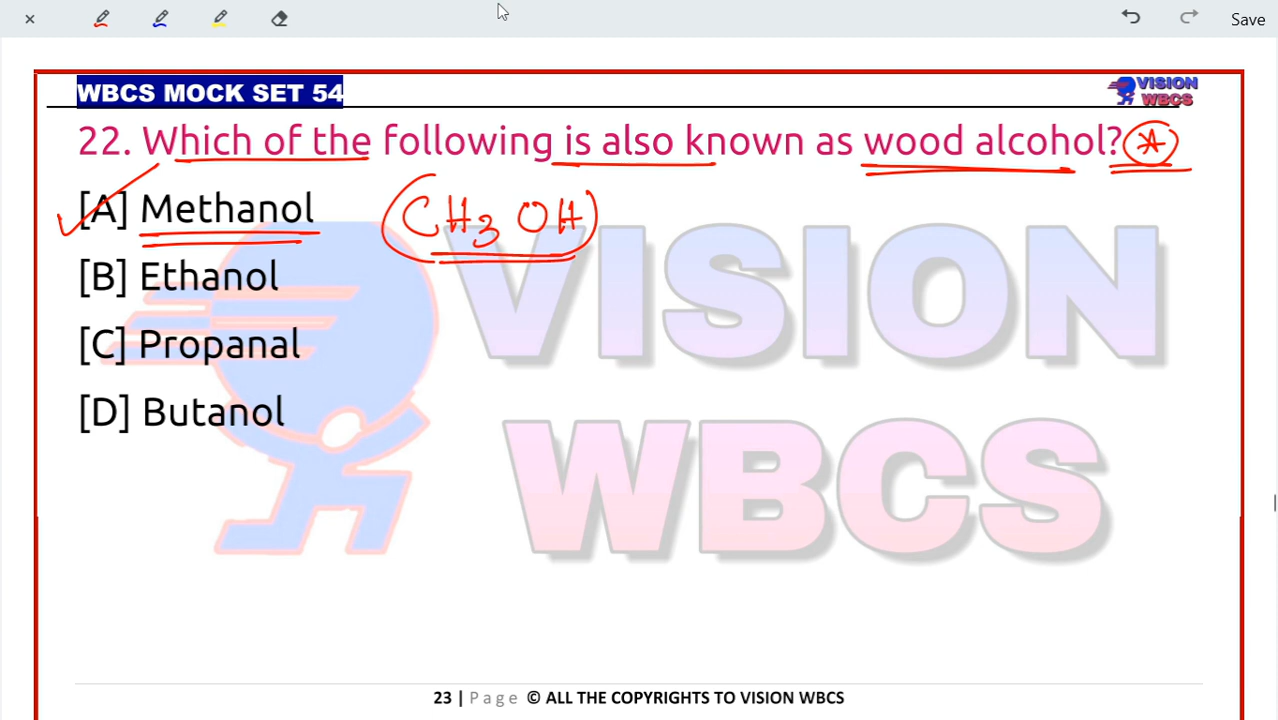 Save
WBCS MOCK SET 54
VISION
WBCS
22. Which of the following is also known as wood alcohol?
[A] Methanol (CH3 OH)
[B] Ethanol
[C] Propanal
[D] Butanol
VISION
WBCS
23 | Page © ALL THE COPYRIGHTS TO VISION WBCS